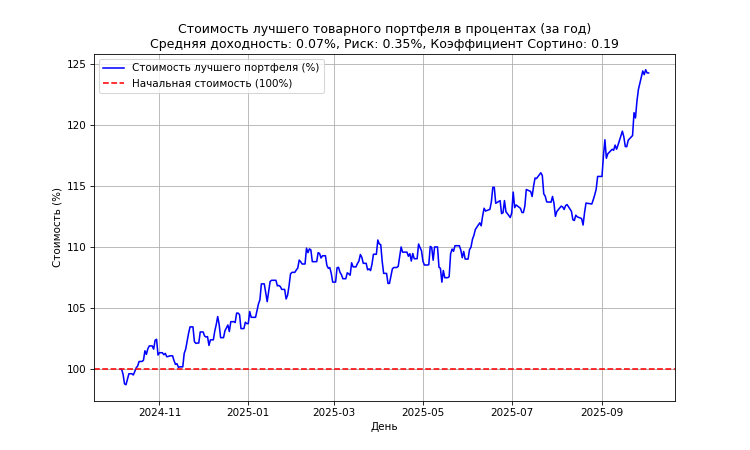 Стоимость лучшего товарного портфеля в процентах (за год)
Средняя доходность: 0.07%, Риск: 0.35%, Коэффициент Сортино: 0.19
Стоимость лучшего портфеля (%)
Начальная стоимость (100%)
Стоимость (%)
125
120
115
110
105
100
2024-11
2025-01
2025-03
2025-05
2025-07
2025-09
День